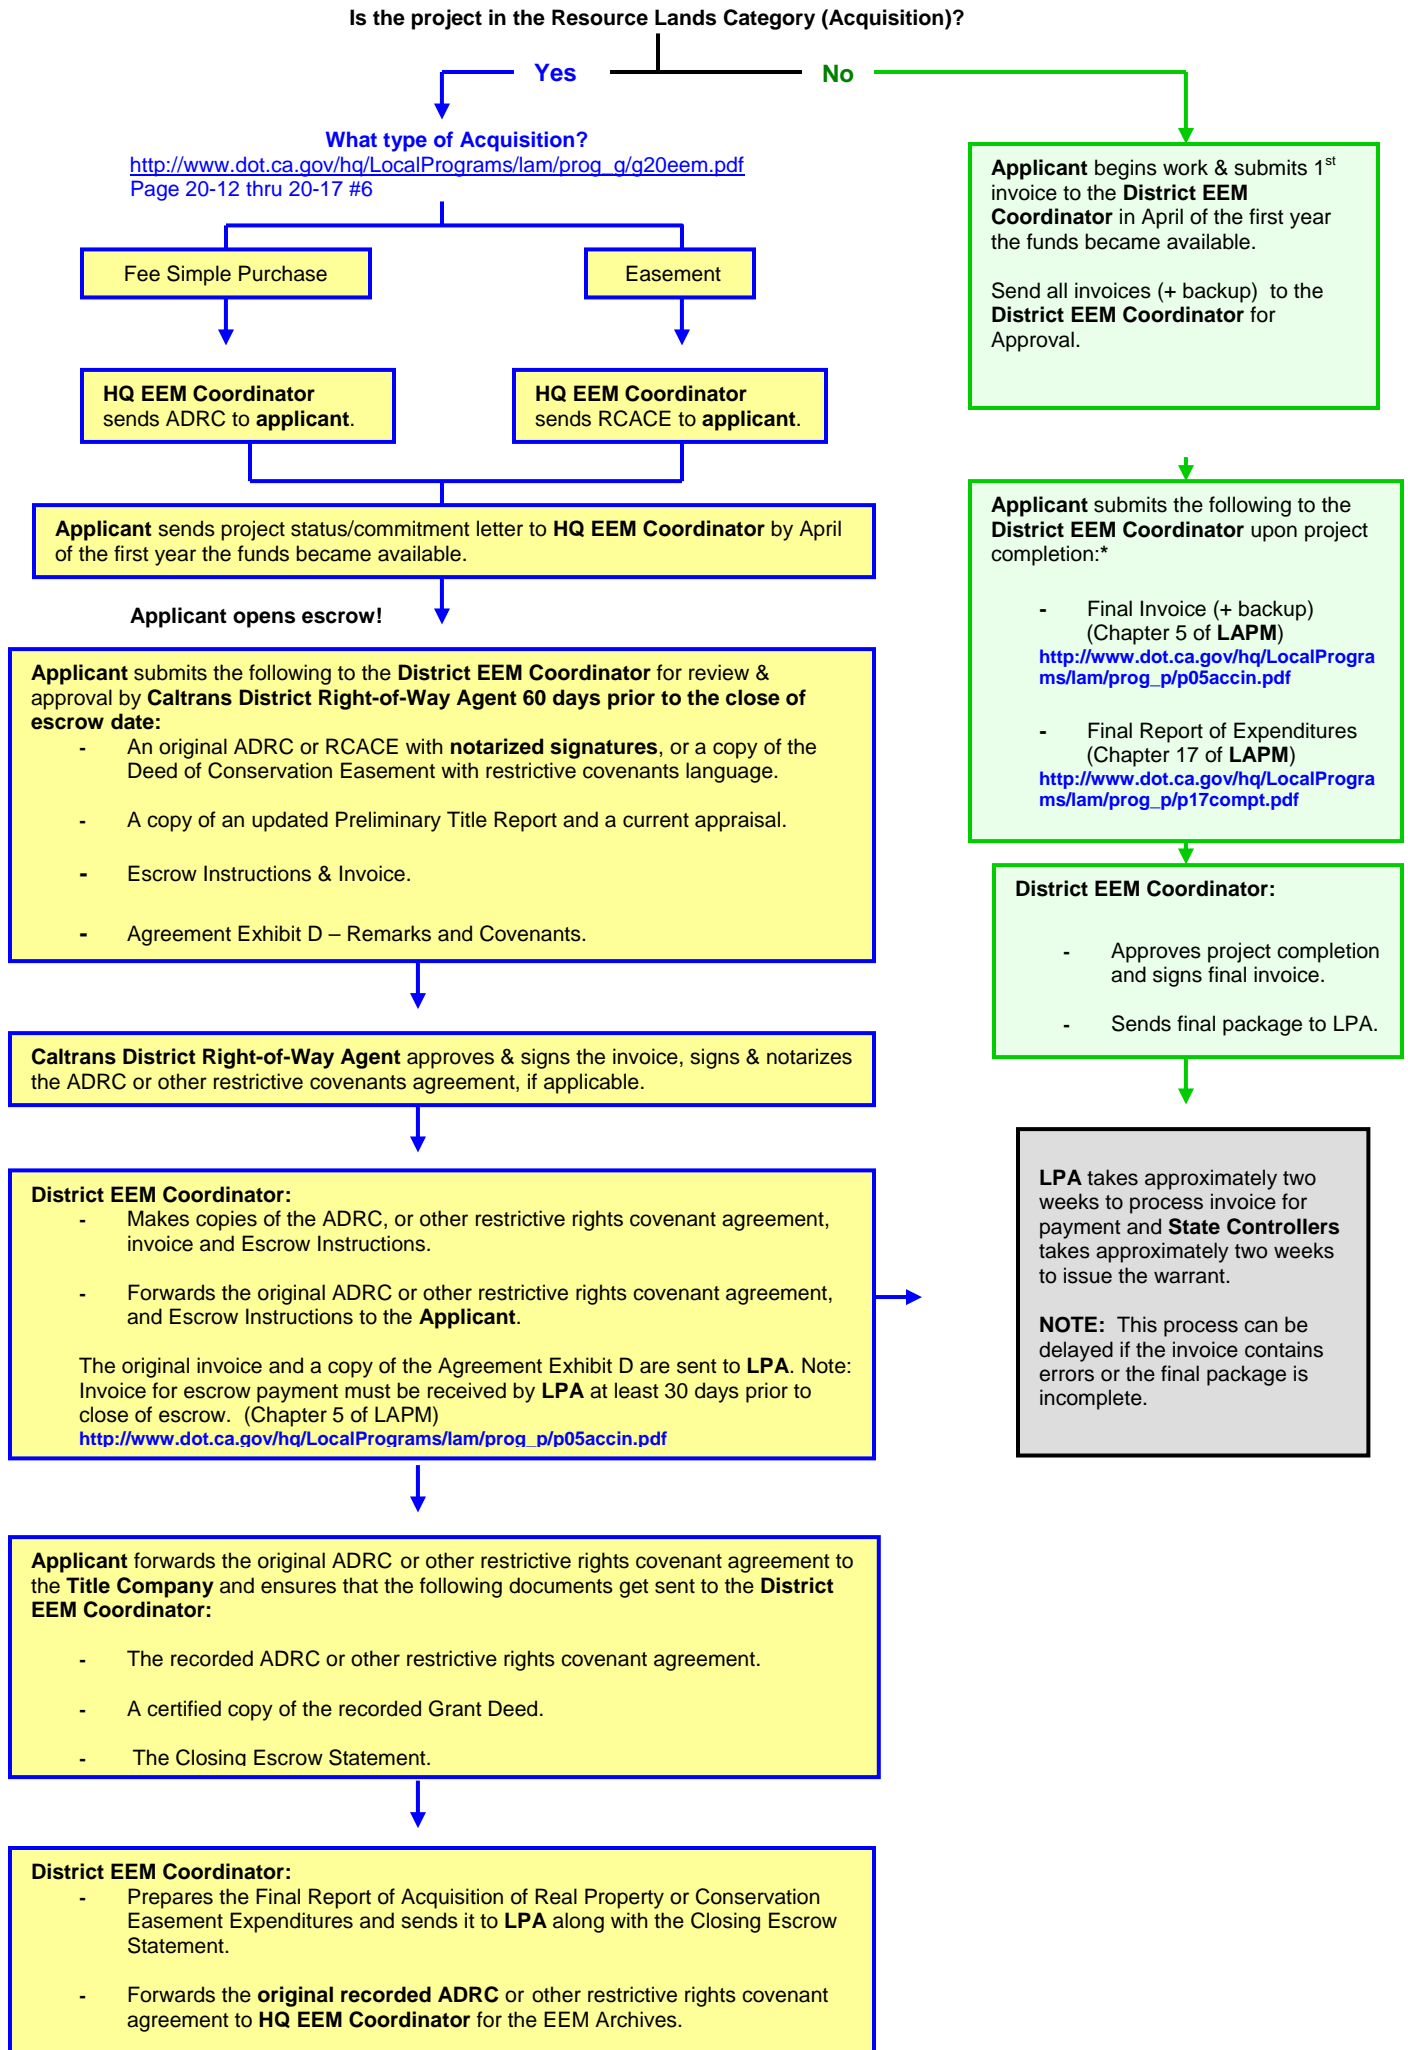 Is the project in the Resource Lands Category (Acquisition)?
Yes
No
What type of Acquisition?
http://www.dot.ca.gov/hq/LocalPrograms/lam/prog_g/g20eem.pdf
Page 20-12 thru 20-17 #6
Fee Simple Purchase
Easement
HQ EEM Coordinator
sends ADRC to applicant.
HQ EEM Coordinator
sends RCACE to applicant.
Applicant sends project status/commitment letter to HQ EEM Coordinator by April
of the first year the funds became available.
Applicant opens escrow!
Applicant submits the following to the District EEM Coordinator for review &
approval by Caltrans District Right-of-Way Agent 60 days prior to the close of
escrow date:
- An original ADRC or RCACE with notarized signatures, or a copy of the
Deed of Conservation Easement with restrictive covenants language.
- A copy of an updated Preliminary Title Report and a current appraisal.
- Escrow Instructions & Invoice.
- Agreement Exhibit D – Remarks and Covenants.
Caltrans District Right-of-Way Agent approves & signs the invoice, signs & notarizes
the ADRC or other restrictive covenants agreement, if applicable.
District EEM Coordinator:
- Makes copies of the ADRC, or other restrictive rights covenant agreement,
invoice and Escrow Instructions.
- Forwards the original ADRC or other restrictive rights covenant agreement,
and Escrow Instructions to the Applicant.
The original invoice and a copy of the Agreement Exhibit D are sent to LPA. Note:
Invoice for escrow payment must be received by LPA at least 30 days prior to
close of escrow. (Chapter 5 of LAPM)
http://www.dot.ca.gov/hq/LocalPrograms/lam/prog_p/p05accin.pdf
Applicant forwards the original ADRC or other restrictive rights covenant agreement to
the Title Company and ensures that the following documents get sent to the District
EEM Coordinator:
- The recorded ADRC or other restrictive rights covenant agreement.
- A certified copy of the recorded Grant Deed.
- The Closing Escrow Statement.
District EEM Coordinator:
- Prepares the Final Report of Acquisition of Real Property or Conservation
Easement Expenditures and sends it to LPA along with the Closing Escrow
Statement.
- Forwards the original recorded ADRC or other restrictive rights covenant
agreement to HQ EEM Coordinator for the EEM Archives.
Applicant begins work & submits 1st
invoice to the District EEM
Coordinator in April of the first year
the funds became available.
Send all invoices (+ backup) to the
District EEM Coordinator for
Approval.
Applicant submits the following to the
District EEM Coordinator upon project
completion:*
- Final Invoice (+ backup)
(Chapter 5 of LAPM)
http://www.dot.ca.gov/hq/LocalProgra
ms/lam/prog_p/p05accin.pdf
- Final Report of Expenditures
(Chapter 17 of LAPM)
http://www.dot.ca.gov/hq/LocalProgra
ms/lam/prog_p/p17compt.pdf
District EEM Coordinator:
- Approves project completion
and signs final invoice.
- Sends final package to LPA.
LPA takes approximately two
weeks to process invoice for
payment and State Controllers
takes approximately two weeks
to issue the warrant.
NOTE: This process can be
delayed if the invoice contains
errors or the final package is
incomplete.